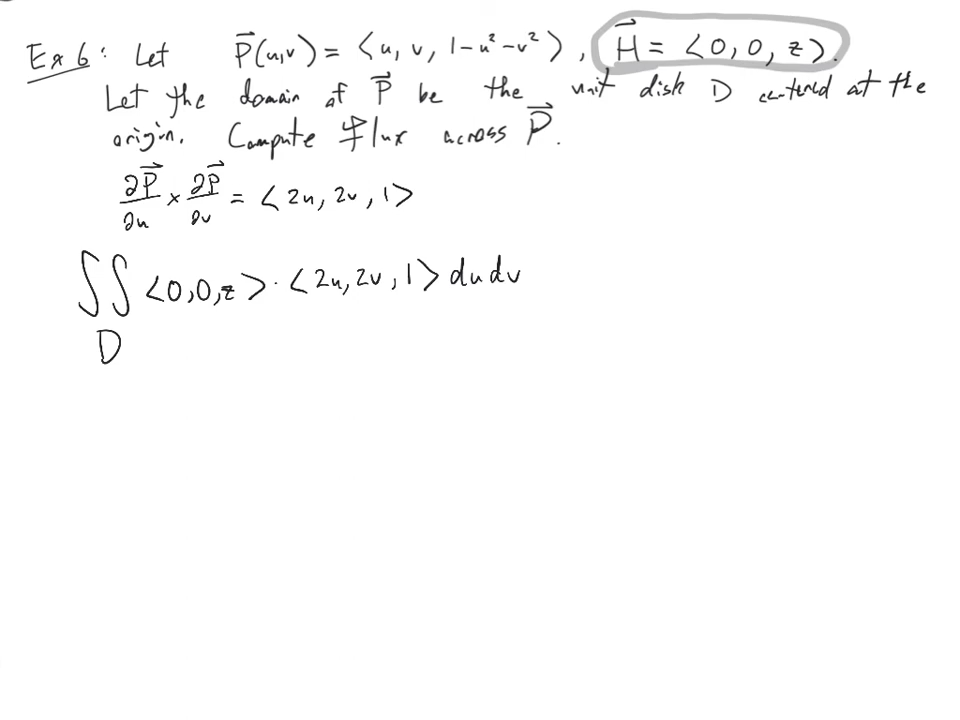 Ex 6: Let P⃗(u,v) = <u, v, 1-u²-v²>, H⃗ = <0, 0, z>.
Let the domain of P⃗ be the unit disk D centered at the
origin. Compute Flux across P⃗.
∂P⃗/∂u × ∂P⃗/∂v = <2u, 2v, 1>
∬_D <0,0,z> · <2u, 2v, 1> du dv